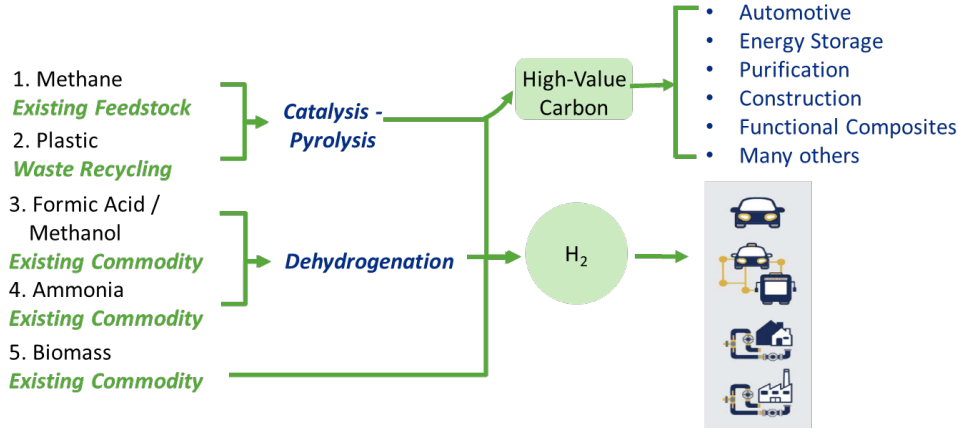 1. Methane
Existing Feedstock
2. Plastic
Waste Recycling
3. Formic Acid /
Methanol
Existing Commodity
4. Ammonia
Existing Commodity
5. Biomass
Existing Commodity
Catalysis -
Pyrolysis
Dehydrogenation
High-Value
Carbon
H₂
• Automotive
• Energy Storage
• Purification
• Construction
• Functional Composites
• Many others